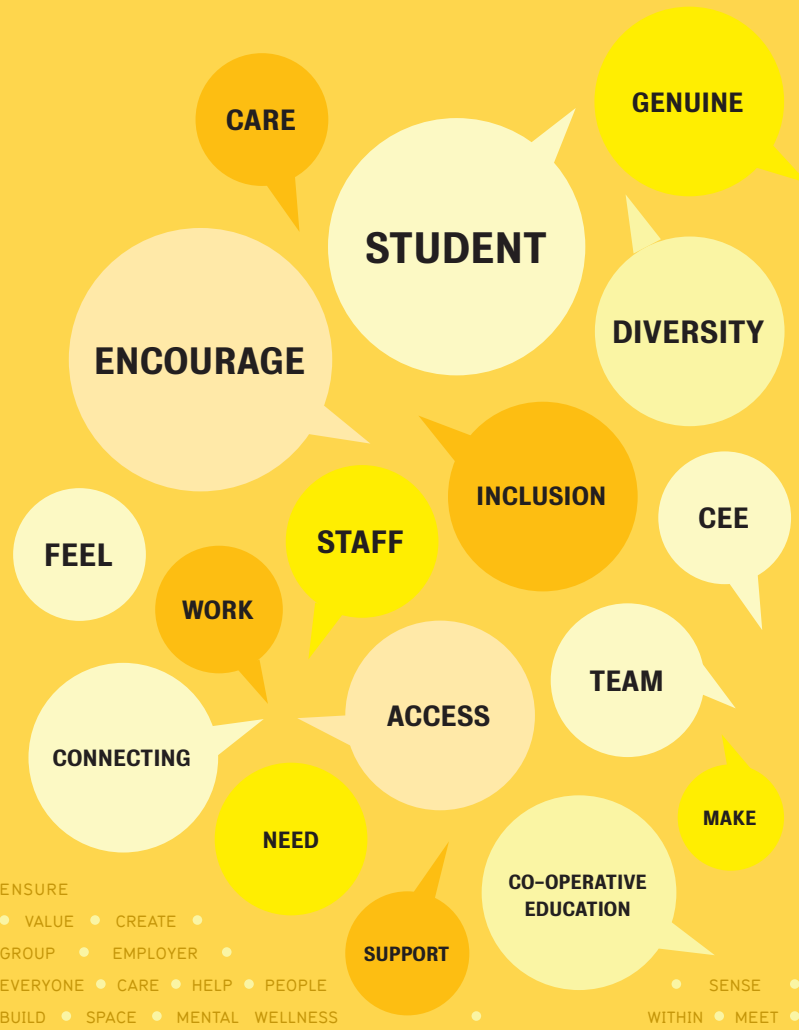 GENUINE
CARE
STUDENT
DIVERSITY
ENCOURAGE
INCLUSION
CEE
STAFF
FEEL
WORK
TEAM
ACCESS
CONNECTING
MAKE
NEED
CO-OPERATIVE
EDUCATION
SUPPORT
ENSURE
• VALUE • CREATE •
GROUP • EMPLOYER •
EVERYONE • CARE • HELP • PEOPLE
• SENSE •
BUILD • SPACE • MENTAL WELLNESS
• WITHIN • MEET •